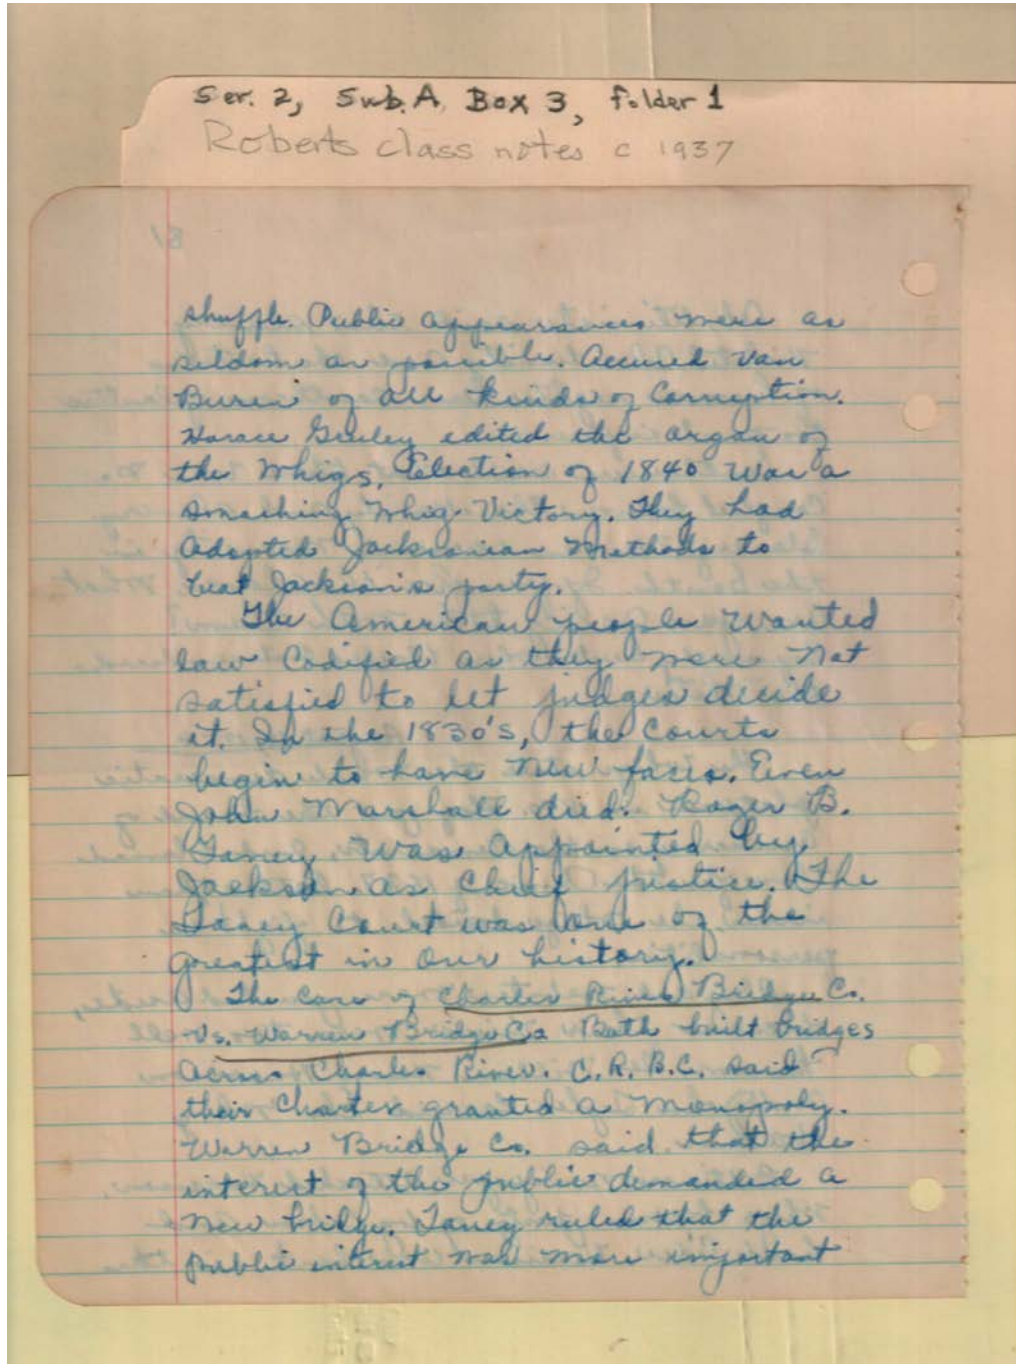 Ser. 2, Sub. A, Box 3, folder 1
Roberts class notes c 1937
81
shuffle. Public appearances were as
seldom as possible. Accused Van
Buren of all kinds of Corruption.
Horace Greeley edited the organ of
the Whigs. Election of 1840 was a
smashing Whig Victory. They had
adopted Jacksonian Methods to
beat Jackson's party.
The American people wanted
law Codified as they were not
satisfied to let judges decide
it. In the 1830's, the Courts
begin to have new faces. Even
John Marshall died. Roger B.
Taney was appointed by
Jackson as Chief justice. The
Taney Court was one of the
greatest in our history.
The Case of Charles River Bridge Co.
Vs. Warren Bridge Co. Both built bridges
across Charles River. C.R.B.C. said
their Charter granted a monopoly.
Warren Bridge Co. said that the
interest of the public demanded a
new bridge. Taney ruled that the
public interest was more important